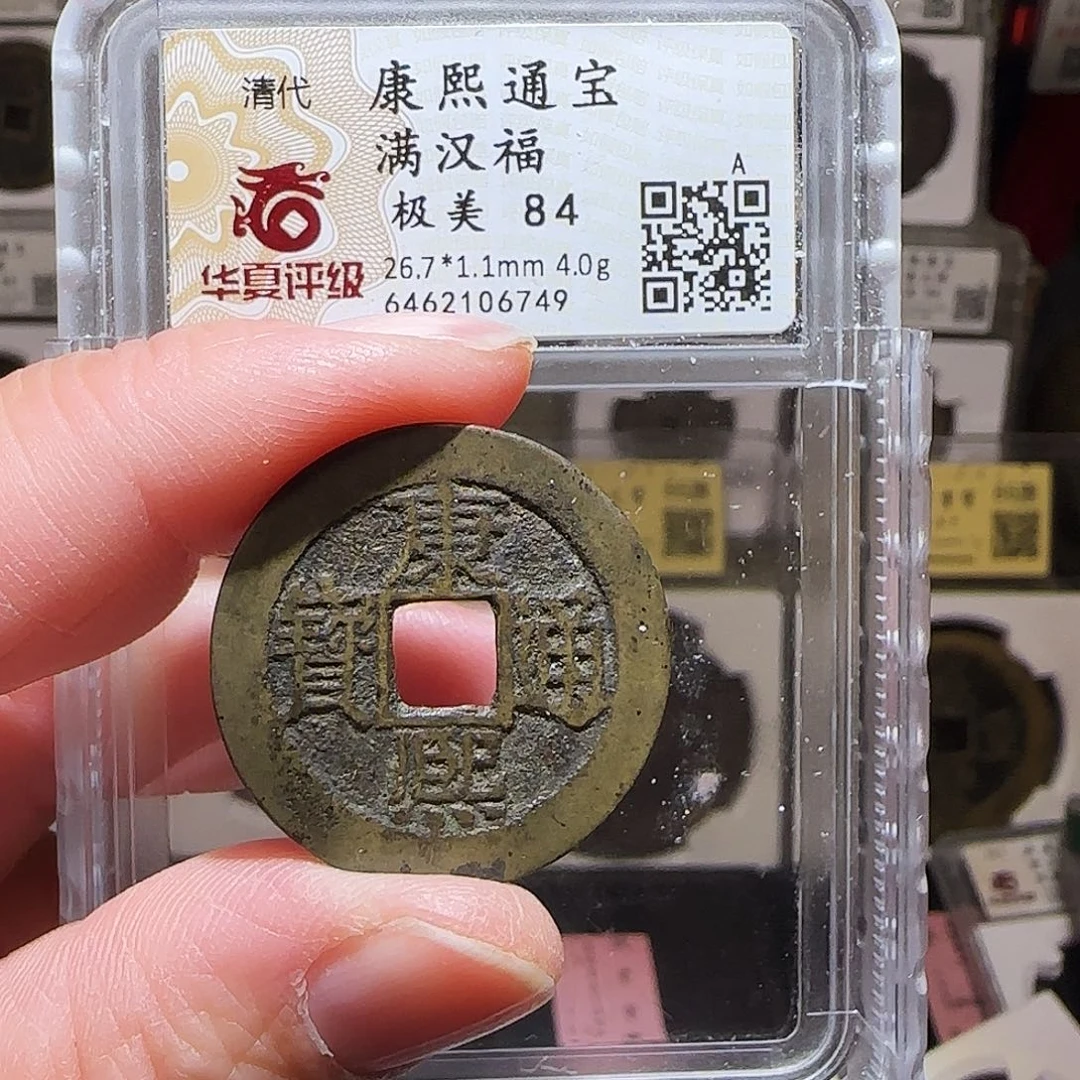 清代
康熙通宝
满汉福
极美 84
26.7*1.1mm 4.0g
6462106749
A
华夏评级
康熙通寶